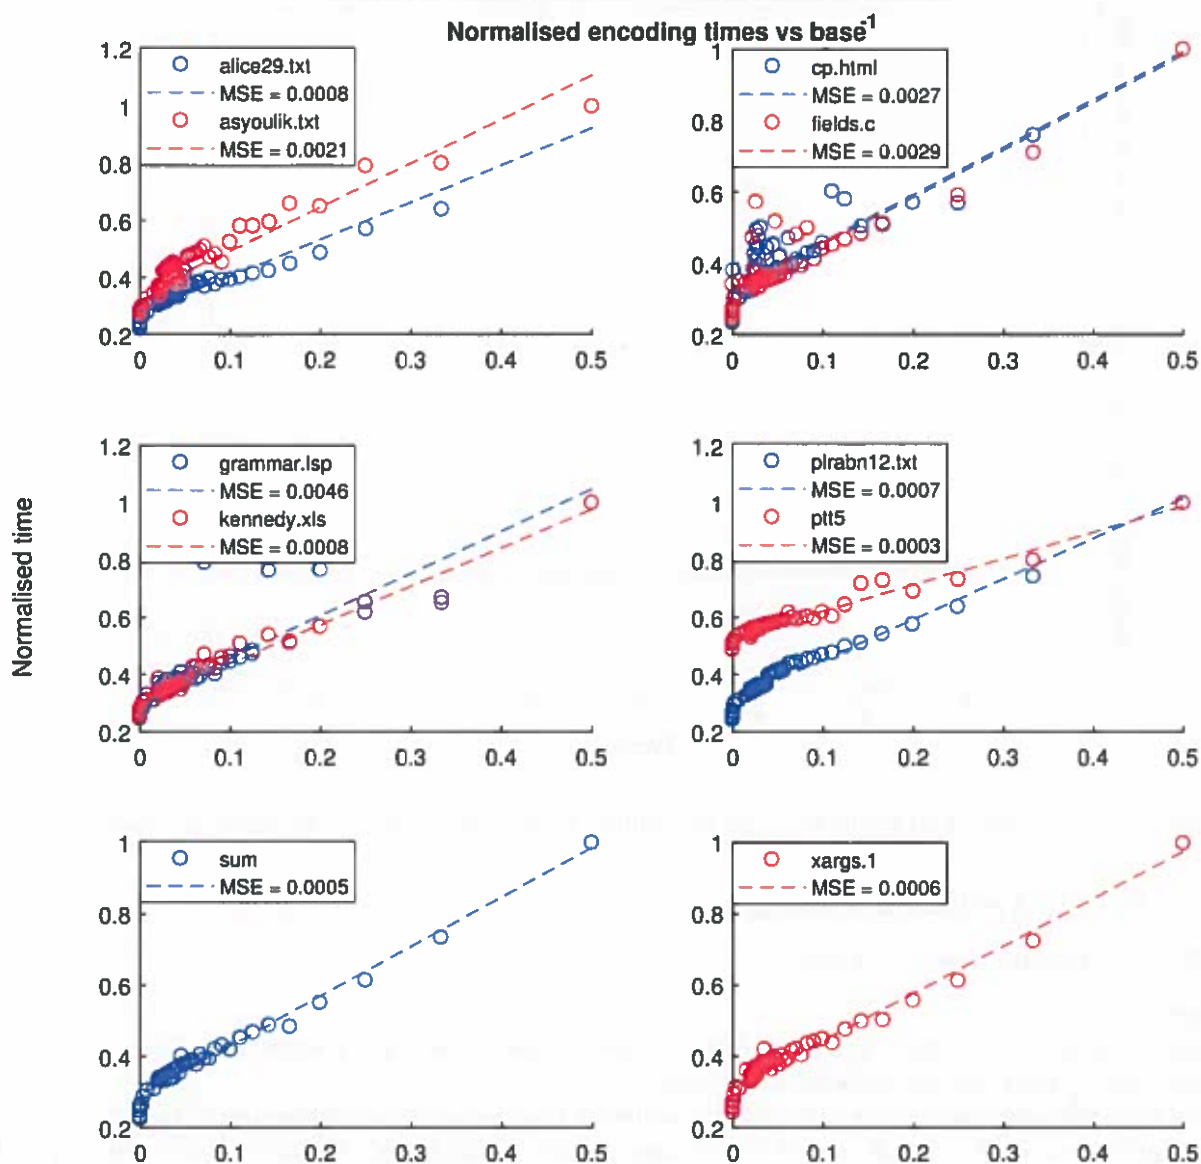 Normalised encoding times vs base-1
1.2
1
0.8
0.6
0.4
0.2
0 0.1 0.2 0.3 0.4 0.5
alice29.txt
MSE = 0.0008
asyoulik.txt
MSE = 0.0021
1
0.8
0.6
0.4
0.2
0 0.1 0.2 0.3 0.4 0.5
cp.html
MSE = 0.0027
fields.c
MSE = 0.0029
Normalised time
1.2
1
0.8
0.6
0.4
0.2
0 0.1 0.2 0.3 0.4 0.5
grammar.lsp
MSE = 0.0046
kennedy.xls
MSE = 0.0008
1.2
1
0.8
0.6
0.4
0.2
0 0.1 0.2 0.3 0.4 0.5
plrabn12.txt
MSE = 0.0007
ptt5
MSE = 0.0003
1
0.8
0.6
0.4
0.2
0 0.1 0.2 0.3 0.4 0.5
sum
MSE = 0.0005
1
0.8
0.6
0.4
0.2
0 0.1 0.2 0.3 0.4 0.5
xargs.1
MSE = 0.0006